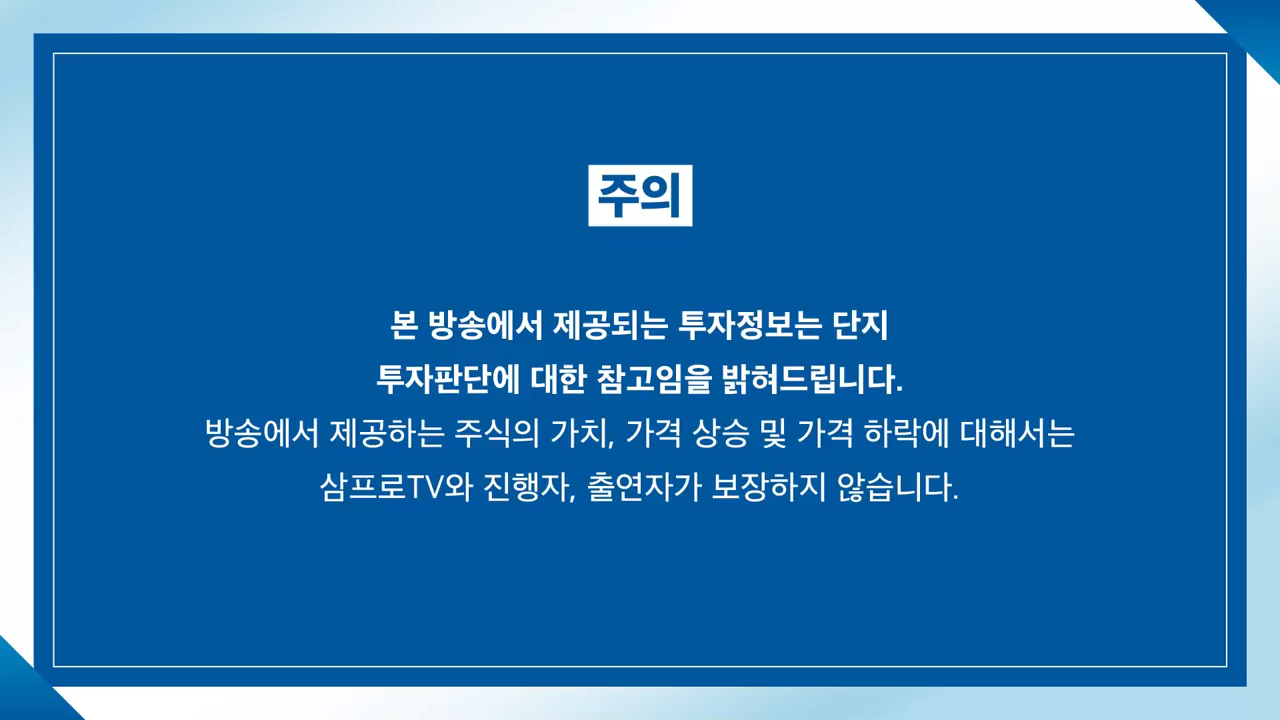 주의
본 방송에서 제공되는 투자정보는 단지
투자판단에 대한 참고임을 밝혀드립니다.
방송에서 제공하는 주식의 가치, 가격 상승 및 가격 하락에 대해서는
삼프로TV와 진행자, 출연자가 보장하지 않습니다.